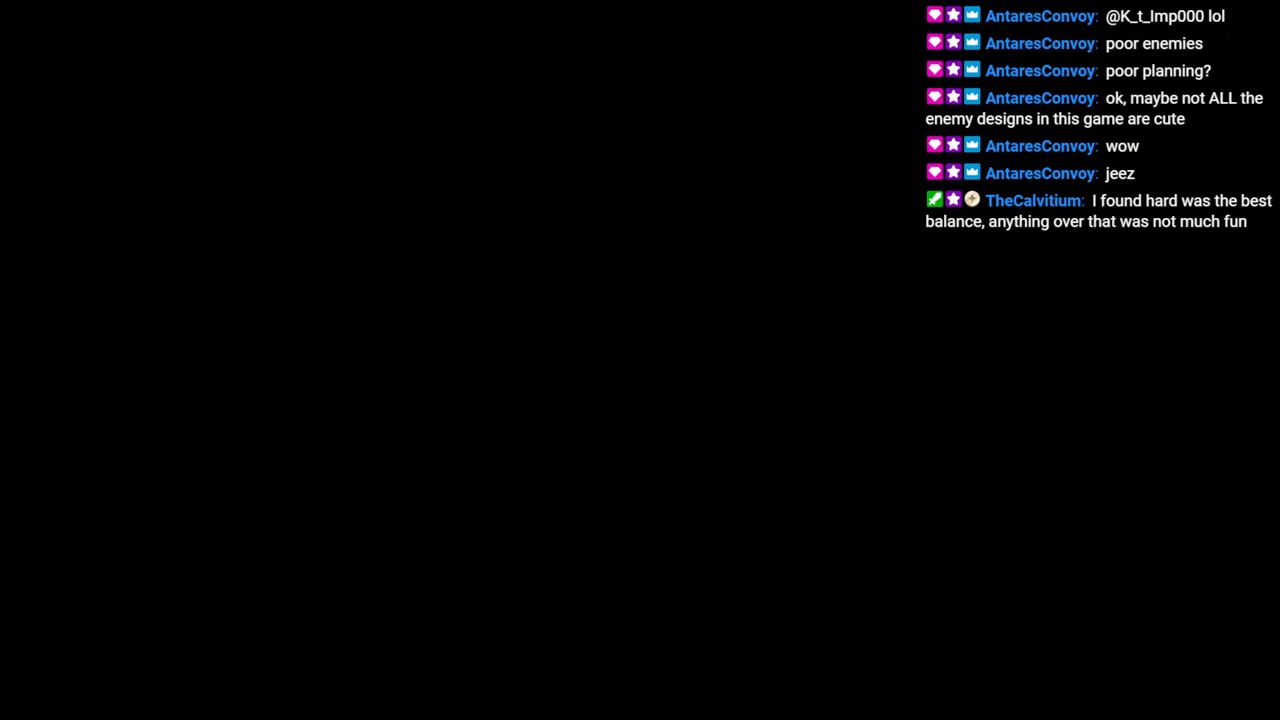 AntaresConvoy: @K_t_Imp000 lol
AntaresConvoy: poor enemies
AntaresConvoy: poor planning?
AntaresConvoy: ok, maybe not ALL the
enemy designs in this game are cute
AntaresConvoy: wow
AntaresConvoy: jeez
TheCalvitium: I found hard was the best
balance, anything over that was not much fun